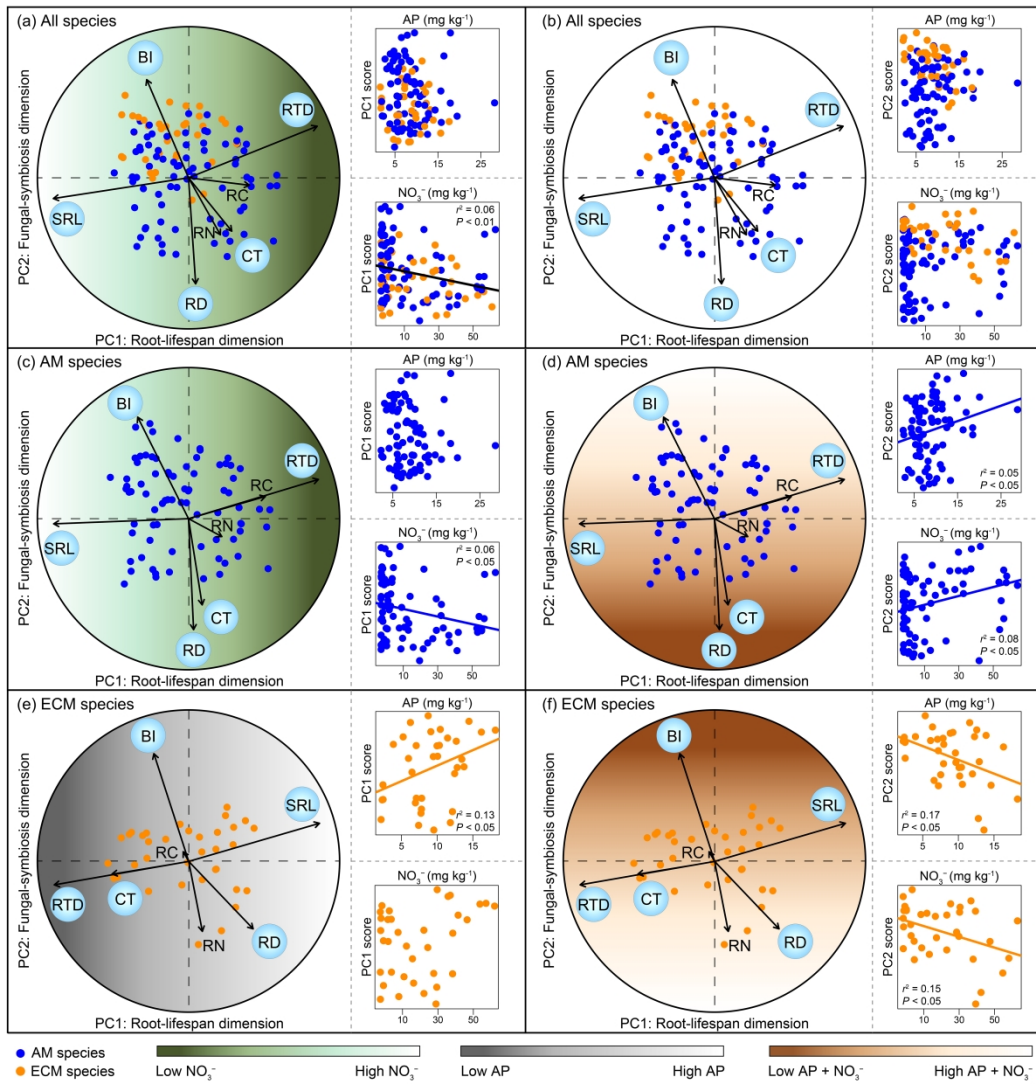 (a) All species
PC2: Fungal-symbiosis dimension
BI
RTD
SRL
RC
RN
CT
RD
PC1: Root-lifespan dimension
AP (mg kg⁻¹)
PC1 score
5 15 25
NO₃⁻ (mg kg⁻¹)
PC1 score
r² = 0.06
P < 0.01
10 30 50
(b) All species
PC2: Fungal-symbiosis dimension
BI
RTD
SRL
RC
RN
CT
RD
PC1: Root-lifespan dimension
AP (mg kg⁻¹)
PC2 score
5 15 25
NO₃⁻ (mg kg⁻¹)
PC2 score
10 30 50
(c) AM species
PC2: Fungal-symbiosis dimension
BI
RTD
RC
RN
SRL
CT
RD
PC1: Root-lifespan dimension
AP (mg kg⁻¹)
PC1 score
5 15 25
NO₃⁻ (mg kg⁻¹)
PC1 score
r² = 0.06
P < 0.05
10 30 50
(d) AM species
PC2: Fungal-symbiosis dimension
BI
RTD
RC
RN
SRL
CT
RD
PC1: Root-lifespan dimension
AP (mg kg⁻¹)
PC2 score
r² = 0.05
P < 0.05
5 15 25
NO₃⁻ (mg kg⁻¹)
PC2 score
r² = 0.08
P < 0.05
10 30 50
(e) ECM species
PC2: Fungal-symbiosis dimension
BI
SRL
RC
RTD
CT
RN
RD
PC1: Root-lifespan dimension
AP (mg kg⁻¹)
PC1 score
r² = 0.13
P < 0.05
5 10 15
NO₃⁻ (mg kg⁻¹)
PC1 score
0 30 60
(f) ECM species
PC2: Fungal-symbiosis dimension
BI
SRL
RC
RTD
CT
RN
RD
PC1: Root-lifespan dimension
AP (mg kg⁻¹)
PC2 score
r² = 0.17
P < 0.05
5 10 15
NO₃⁻ (mg kg⁻¹)
PC2 score
r² = 0.15
P < 0.05
0 30 60
AM species
ECM species
Low NO₃⁻ High NO₃⁻
Low AP High AP
Low AP + NO₃⁻ High AP + NO₃⁻